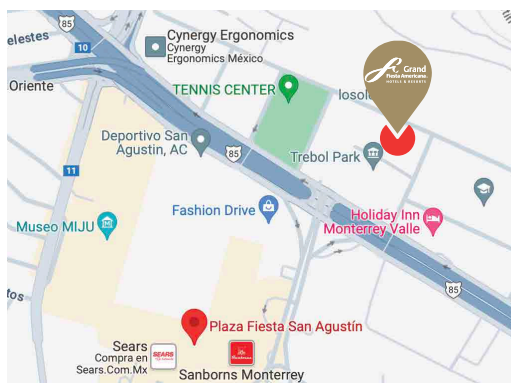 85
elestes
10
Cynergy Ergonomics
Cynergy
Ergonomics México
Grand
Fiesta Americana
HOTELS & RESORTS
Oriente
TENNIS CENTER
Deportivo San
Agustin, AC
85
Trebol Park
11
Fashion Drive
Museo MIJU
Holiday Inn
Monterrey Valle
85
tos
Plaza Fiesta San Agustín
Sears
Compra en
Sears.Com.Mx
SEARS
Sanborns
Sanborns Monterrey